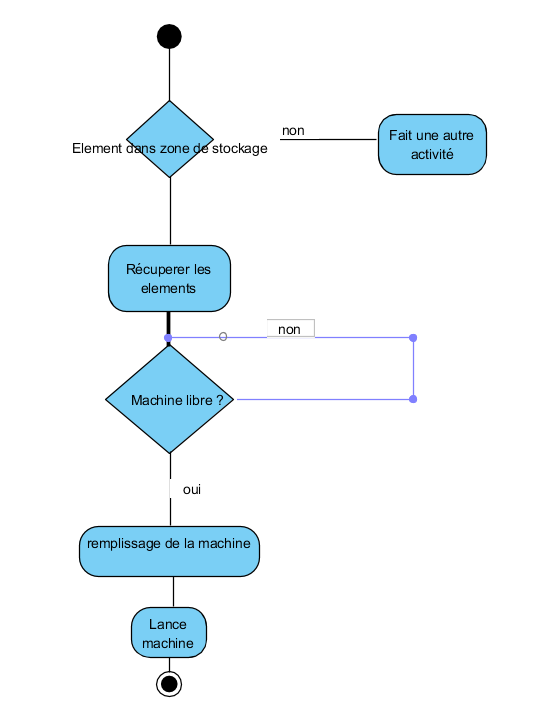 non
Fait une autre
activité
Element dans zone de stockage
Récuperer les
elements
non
Machine libre ?
oui
remplissage de la machine
Lance
machine